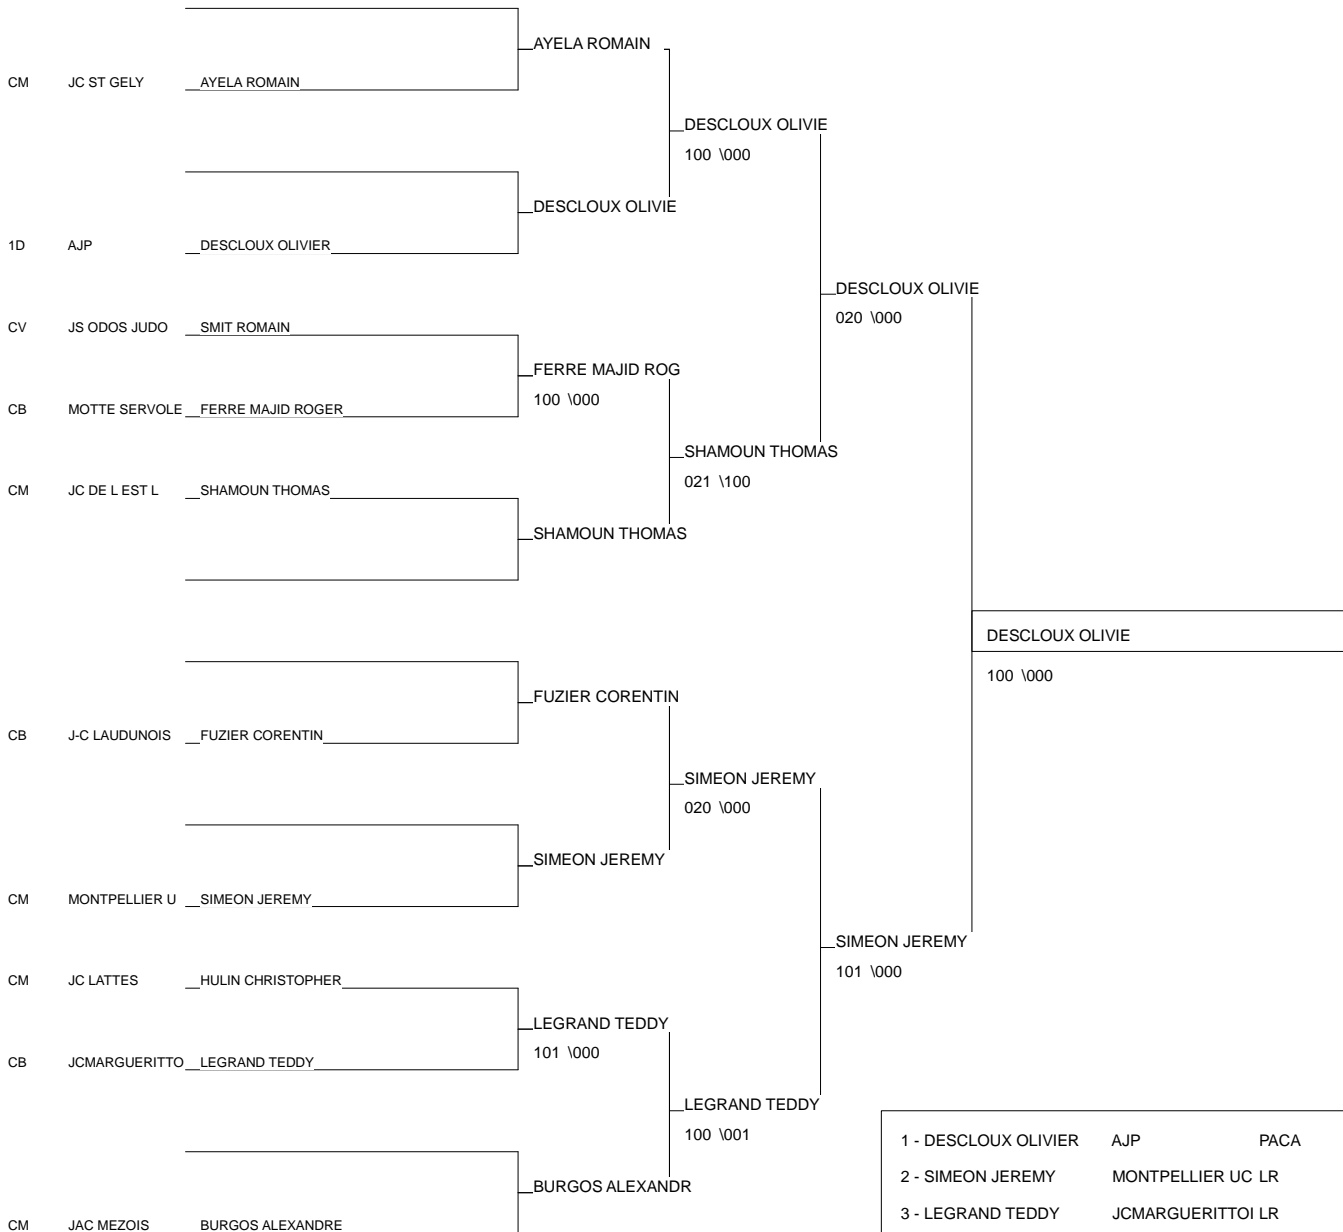 AYELA ROMAIN
CM JC ST GELY AYELA ROMAIN
DESCLOUX OLIVIE
100 \000
DESCLOUX OLIVIE
1D AJP DESCLOUX OLIVIER
DESCLOUX OLIVIE
020 \000
CV JS ODOS JUDO SMIT ROMAIN
FERRE MAJID ROG
100 \000
CB MOTTE SERVOLE FERRE MAJID ROGER
SHAMOUN THOMAS
021 \100
CM JC DE L EST L SHAMOUN THOMAS
SHAMOUN THOMAS
DESCLOUX OLIVIE
100 \000
FUZIER CORENTIN
CB J-C LAUDUNOIS FUZIER CORENTIN
SIMEON JEREMY
020 \000
SIMEON JEREMY
CM MONTPELLIER U SIMEON JEREMY
SIMEON JEREMY
101 \000
CM JC LATTES HULIN CHRISTOPHER
LEGRAND TEDDY
101 \000
CB JCMARGUERITTO LEGRAND TEDDY
LEGRAND TEDDY
100 \001
BURGOS ALEXANDR
CM JAC MEZOIS BURGOS ALEXANDRE
1 - DESCLOUX OLIVIER AJP PACA
2 - SIMEON JEREMY MONTPELLIER UC LR
3 - LEGRAND TEDDY JCMARGUERITTOI LR